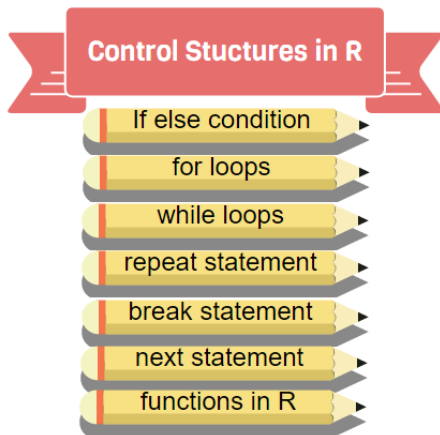 Control Stuctures in R
If else condition
for loops
while loops
repeat statement
break statement
next statement
functions in R